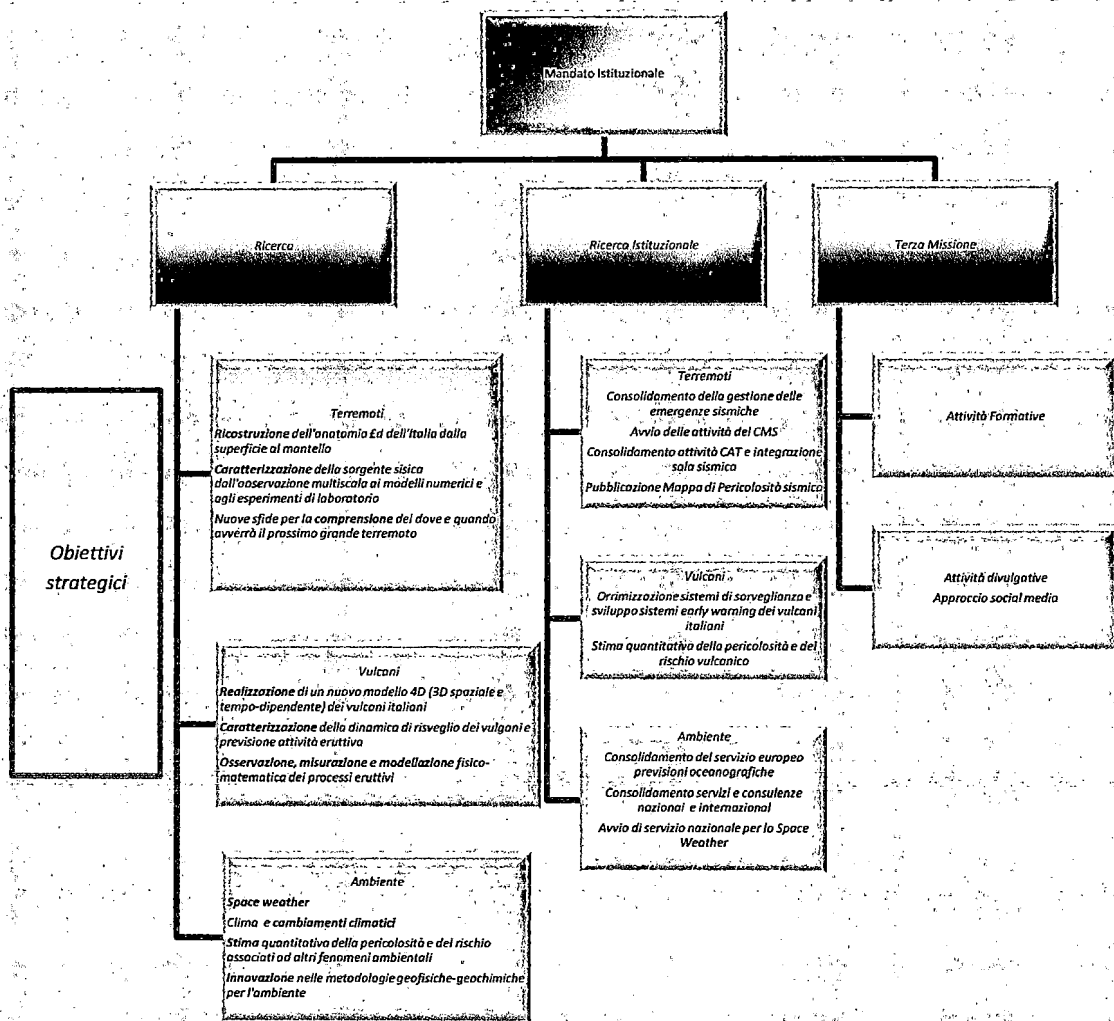 Mandato Istituzionale
Ricerca
Ricerca Istituzionale
Terza Missione
Obiettivi
strategici
Terremoti
Ricostruzione dell'anatomia £d dell'Italia dalla
superficie al mantello
Caratterizzazione della sorgente sisica
dall'osservazione multiscala ai modelli numerici e
agli esperimenti di laboratorio
Nuove sfide per la comprensione del dove e quando
avverrà il prossimo grande terremoto
Vulcani
Realizzazione di un nuovo modello 4D (3D spaziale e
tempo-dipendente) dei vulcani italiani
Caratterizzazione della dinamica di risveglio dei vulcani e
previsione attività eruttiva
Osservazione, misurazione e modellazione fisico-
matematica dei processi eruttivi
Ambiente
Space weather
Clima e cambiamenti climatici
Stima quantitativa della pericolosità e del rischio
associati ad altri fenomeni ambientali
Innovazione nelle metodologie geofisiche-geochimiche
per l'ambiente
Terremoti
Consolidamento della gestione delle
emergenze sismiche
Avvio delle attività del CMS
Consolidamento attività CAT e integrazione
sala sismica
Pubblicazione Mappa di Pericolosità sismica
Vulcani
Orrimizzazione sistemi di sorveglianza e
sviluppo sistemi early warning dei vulcani
italiani
Stima quantitativa della pericolosità e del
rischio vulcanico
Ambiente
Consolidamento del servizio europeo
previsioni oceanografiche
Consolidamento servizi e consulenze
nazionai e internazional
Avvio di servizio nazionale per lo Space
Weather
Attività Formative
Attività divulgative
Approccio social media